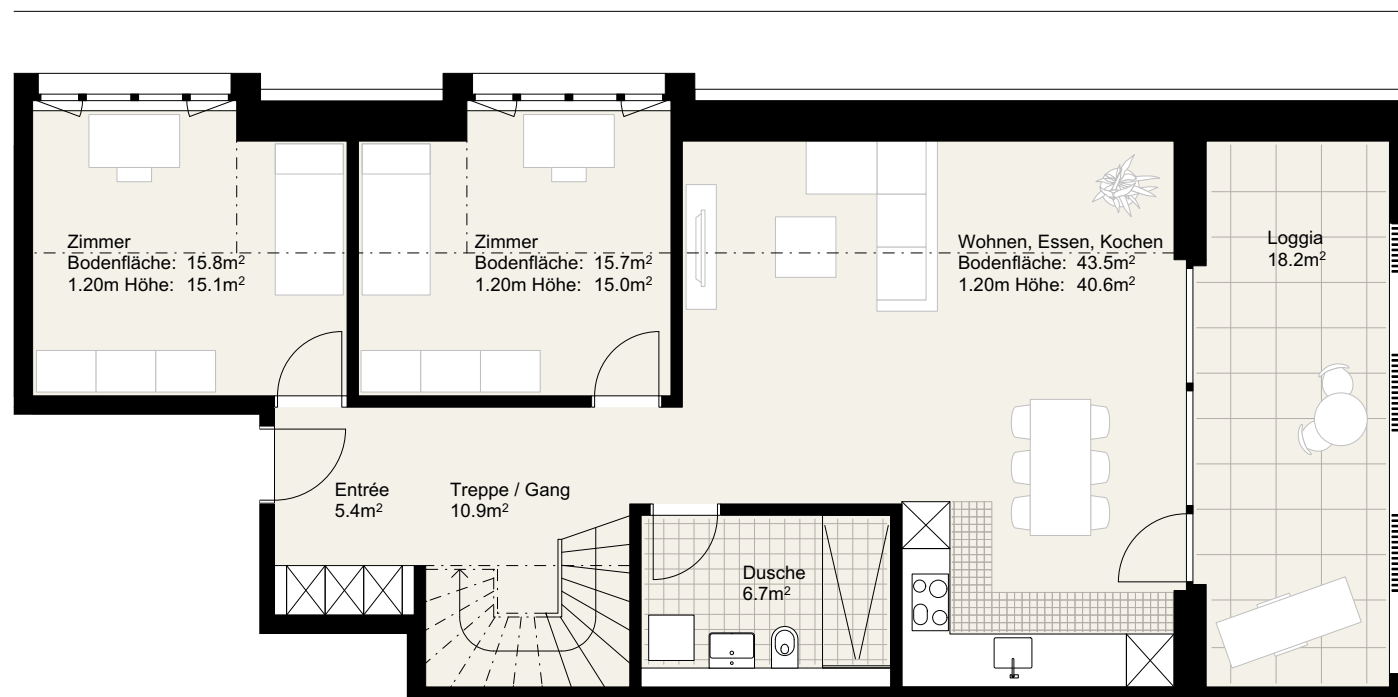 Zimmer
Bodenfläche: 15.8m²
1.20m Höhe: 15.1m²
Zimmer
Bodenfläche: 15.7m²
1.20m Höhe: 15.0m²
Wohnen, Essen, Kochen
Bodenfläche: 43.5m²
1.20m Höhe: 40.6m²
Loggia
18.2m²
Entrée
5.4m²
Treppe / Gang
10.9m²
Dusche
6.7m²